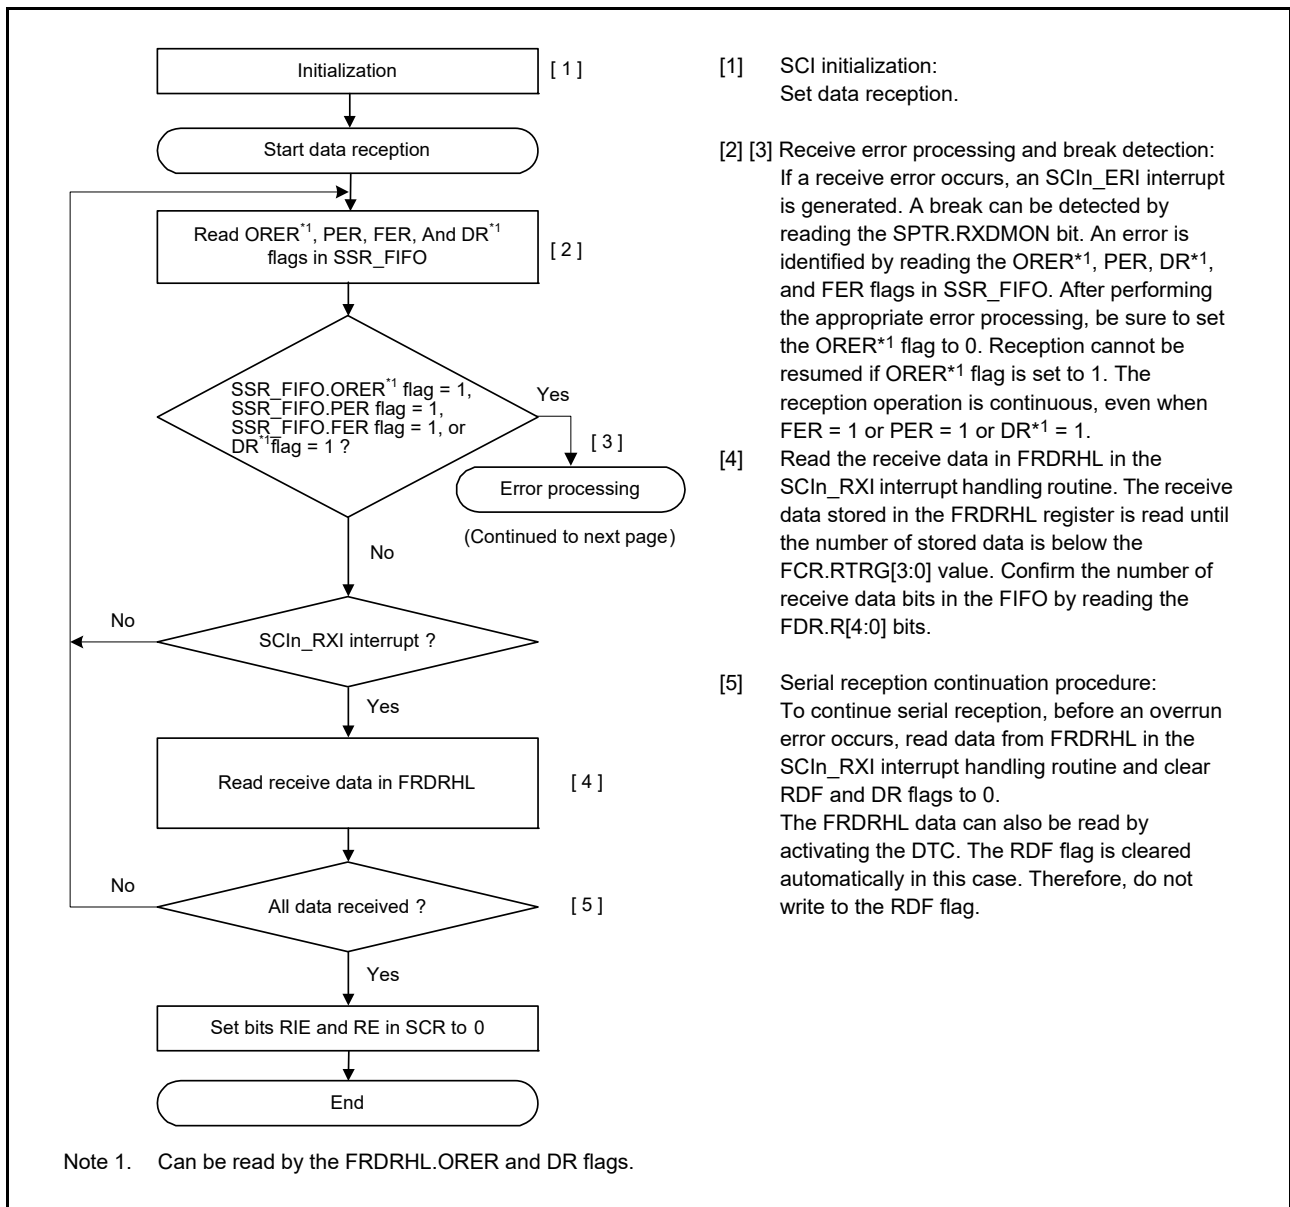 Initialization
[ 1 ]
Start data reception
Read ORER*1, PER, FER, And DR*1
flags in SSR_FIFO
[ 2 ]
SSR_FIFO.ORER*1 flag = 1,
SSR_FIFO.PER flag = 1,
SSR_FIFO.FER flag = 1, or
DR*1flag = 1 ?
Yes
[ 3 ]
Error processing
(Continued to next page)
No
SCIn_RXI interrupt ?
No
Yes
Read receive data in FRDRHL
[ 4 ]
No
All data received ?
[ 5 ]
Yes
Set bits RIE and RE in SCR to 0
End
[1] SCI initialization:
Set data reception.
[2] [3] Receive error processing and break detection:
If a receive error occurs, an SCIn_ERI interrupt
is generated. A break can be detected by
reading the SPTR.RXDMON bit. An error is
identified by reading the ORER*1, PER, DR*1,
and FER flags in SSR_FIFO. After performing
the appropriate error processing, be sure to set
the ORER*1 flag to 0. Reception cannot be
resumed if ORER*1 flag is set to 1. The
reception operation is continuous, even when
FER = 1 or PER = 1 or DR*1 = 1.
[4] Read the receive data in FRDRHL in the
SCIn_RXI interrupt handling routine. The receive
data stored in the FRDRHL register is read until
the number of stored data is below the
FCR.RTRG[3:0] value. Confirm the number of
receive data bits in the FIFO by reading the
FDR.R[4:0] bits.
[5] Serial reception continuation procedure:
To continue serial reception, before an overrun
error occurs, read data from FRDRHL in the
SCIn_RXI interrupt handling routine and clear
RDF and DR flags to 0.
The FRDRHL data can also be read by
activating the DTC. The RDF flag is cleared
automatically in this case. Therefore, do not
write to the RDF flag.
Note 1. Can be read by the FRDRHL.ORER and DR flags.